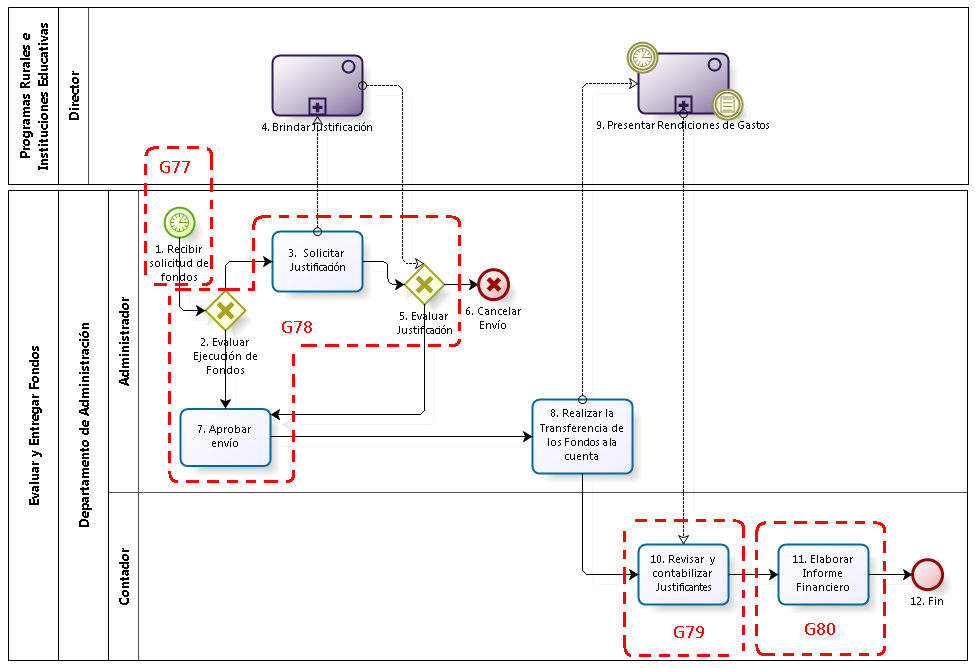 Programas Rurales e
Instituciones Educativas
Director
4. Brindar Justificación
9. Presentar Rendiciones de Gastos
G77
Evaluar y Entregar Fondos
Departamento de Administración
Administrador
1. Recibir
solicitud de
fondos
3. Solicitar
Justificación
2. Evaluar
Ejecución de
Fondos
G78
5. Evaluar
Justificación
6. Cancelar
Envío
7. Aprobar
envío
8. Realizar la
Transferencia de
los Fondos a la
cuenta
Contador
10. Revisar y
contabilizar
Justificantes
G79
11. Elaborar
Informe
Financiero
G80
12. Fin